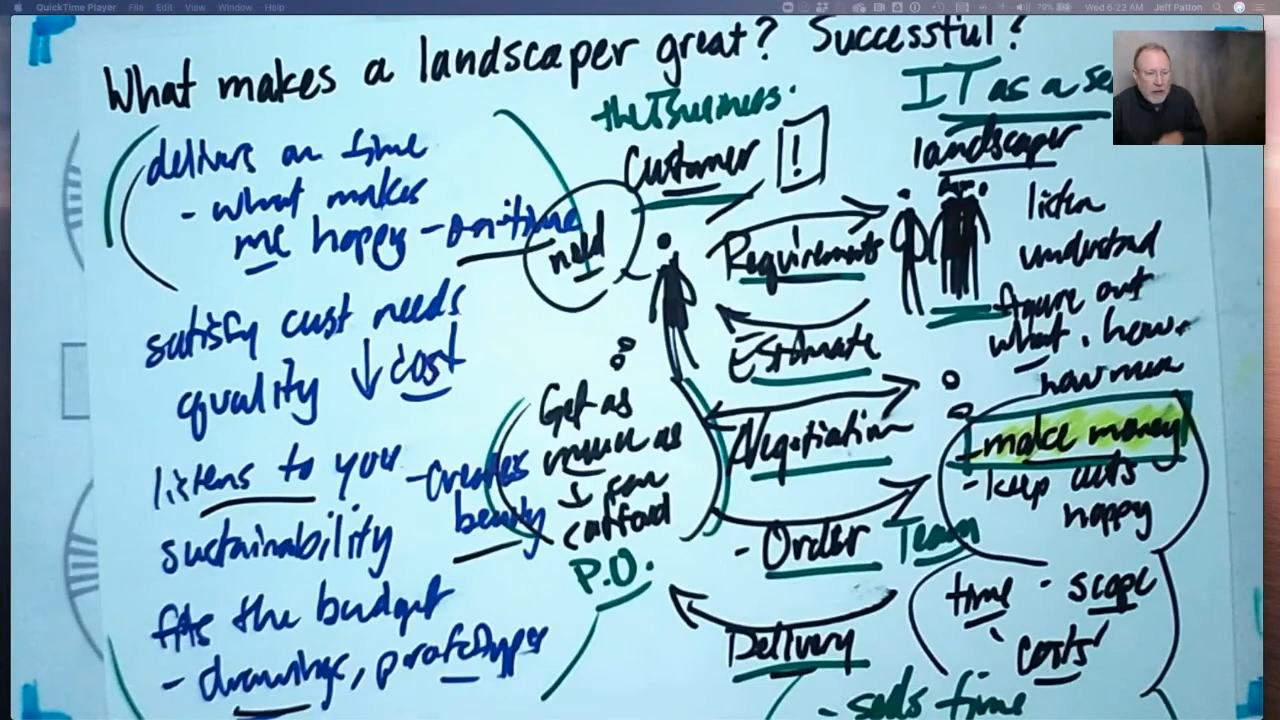 QuickTime Player File Edit View Window Help
79% Wed 6:22 AM Jeff Patton
What makes a landscaper great? Successful?
IT as a se
delivers on time
- what makes
me happy - on-time
satisfy cust needs
quality ↓ cost
listens to you - creates
beauty
sustainability
fits the budget
- drawings, prototypes
the Business.
Customer !
need
Get as
much as
I can
afford
P.O.
Requirements
Estimate
Negotiation
- Order
Delivery
- sells time
landscaper
listen
understand
figure out
what, how,
how much
make money
- keep custs
happy
Team
time - scope
costs